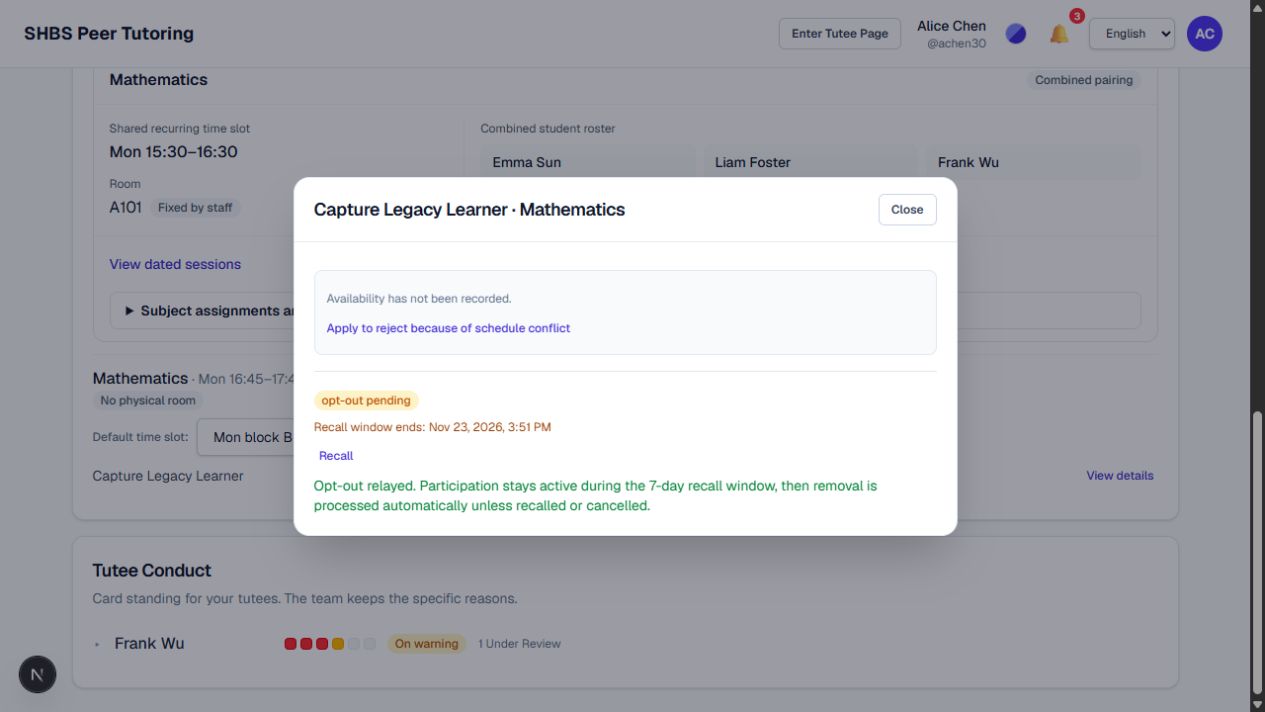 SHBS Peer Tutoring
Enter Tutee Page
Alice Chen
@achen30
3
English
AC
Mathematics
Combined pairing
Shared recurring time slot
Mon 15:30–16:30
Room
A101 Fixed by staff
Combined student roster
Emma Sun
Liam Foster
Frank Wu
View dated sessions
Subject assignments a
Capture Legacy Learner · Mathematics
Close
Availability has not been recorded.
Apply to reject because of schedule conflict
opt-out pending
Recall window ends: Nov 23, 2026, 3:51 PM
Recall
Opt-out relayed. Participation stays active during the 7-day recall window, then removal is
processed automatically unless recalled or cancelled.
Mathematics · Mon 16:45–17:4
No physical room
Default time slot: Mon block B
Capture Legacy Learner
View details
Tutee Conduct
Card standing for your tutees. The team keeps the specific reasons.
Frank Wu
On warning
1 Under Review
N